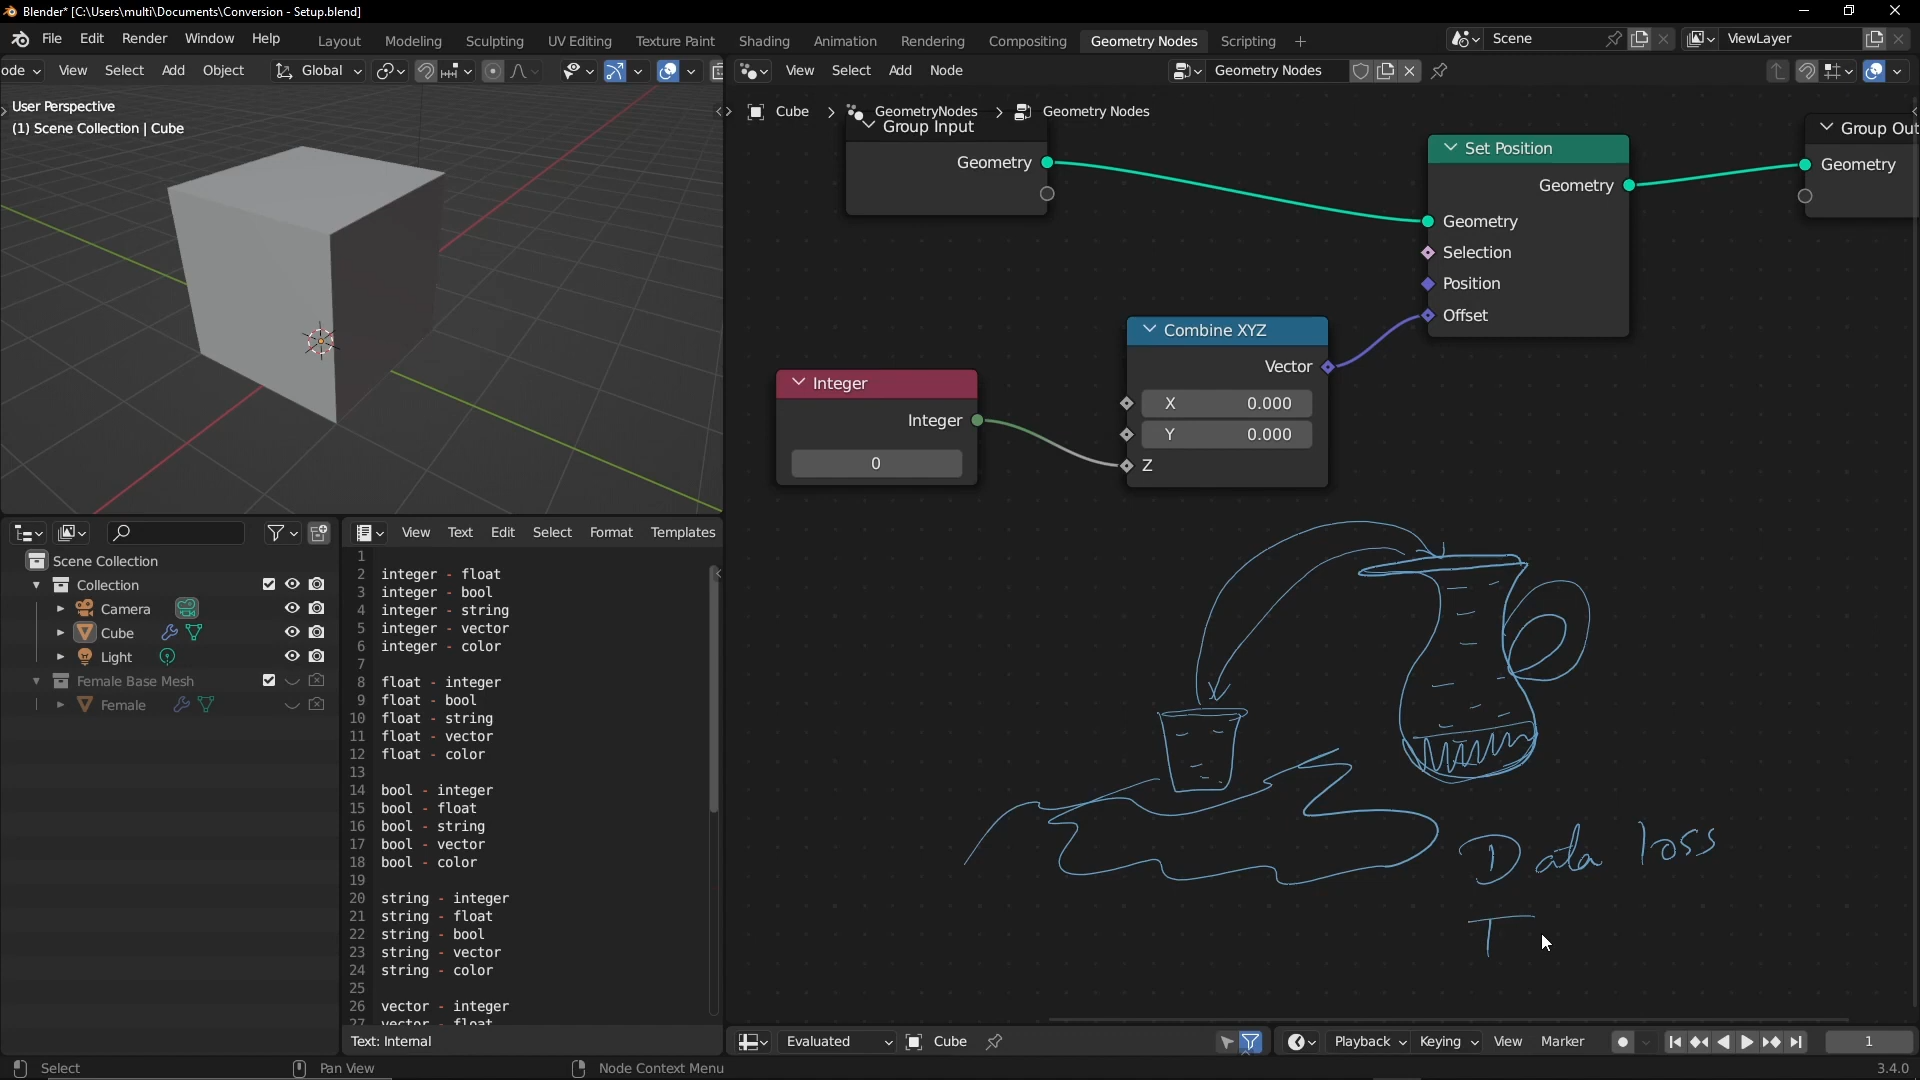 Blender* [C:\Users\multi\Documents\Conversion - Setup.blend]
File Edit Render Window Help Layout Modeling Sculpting UV Editing Texture Paint Shading Animation Rendering Compositing Geometry Nodes Scripting + Scene ViewLayer
ode View Select Add Object Global View Select Add Node Geometry Nodes
User Perspective
(1) Scene Collection | Cube
Cube > GeometryNodes > Geometry Nodes
Group Input
Geometry
Set Position
Geometry
Geometry
Selection
Position
Offset
Group Out
Geometry
Combine XYZ
Vector
X 0.000
Y 0.000
Z
Integer
Integer
0
Scene Collection
Collection
Camera
Cube
Light
Female Base Mesh
Female
View Text Edit Select Format Templates
1
2 integer - float
3 integer - bool
4 integer - string
5 integer - vector
6 integer - color
7
8 float - integer
9 float - bool
10 float - string
11 float - vector
12 float - color
13
14 bool - integer
15 bool - float
16 bool - string
17 bool - vector
18 bool - color
19
20 string - integer
21 string - float
22 string - bool
23 string - vector
24 string - color
25
26 vector - integer
27 vector - float
Text: Internal
Data loss
T
Evaluated Cube Playback Keying View Marker 1
Select Pan View Node Context Menu 3.4.0